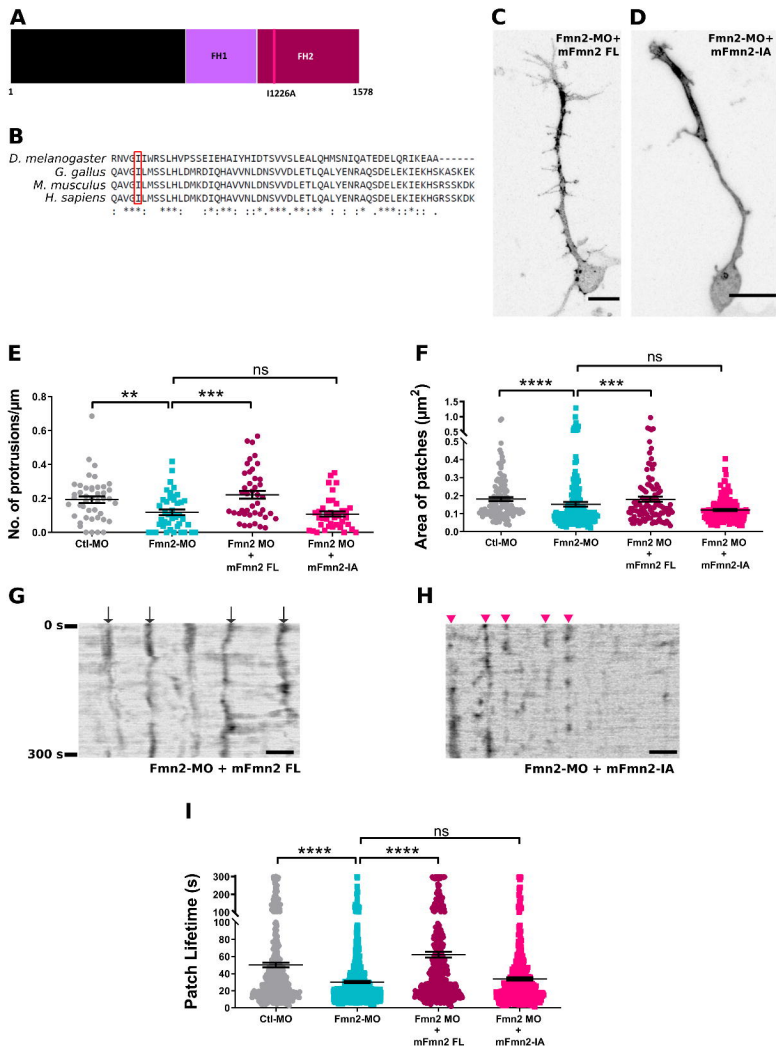 A
FH1
FH2
1
I1226A
1578
B
D. melanogaster RNVGIIWRSLHVPSSEIEHAIYHIDTSVVSLEALQHMSNIQATEDELQRIKEAA------
G. gallus QAVGILMSSLHLDMRDIQHAVVNLDNSVVDLETLQALYENRAQSDELEKIEKHSKASKEK
M. musculus QAVGILMSSLHLDMKDIQHAVVNLDNSVVDLETLQALYENRAQSDELEKIEKHSRSSKDK
H. sapiens QAVGILMSSLHLDMKDIQHAVVNLDNSVVDLETLQALYENRAQSDELEKIEKHGRSSKDK
C
Fmn2-MO+
mFmn2 FL
D
Fmn2-MO+
mFmn2-IA
E
No. of protrusions/µm
0.8
0.6
0.4
0.2
0.0
**
***
ns
Ctl-MO
Fmn2-MO
Fmn2 MO
+
mFmn2 FL
Fmn2 MO
+
mFmn2-IA
F
Area of patches (µm²)
1.5
1.0
0.5
0.5
0.4
0.3
0.2
0.1
0.0
****
***
ns
Ctl-MO
Fmn2-MO
Fmn2 MO
+
mFmn2 FL
Fmn2 MO
+
mFmn2-IA
G
0 s
300 s
Fmn2-MO + mFmn2 FL
H
Fmn2-MO + mFmn2-IA
I
Patch Lifetime (s)
300
200
100
100
80
60
40
20
0
****
****
ns
Ctl-MO
Fmn2-MO
Fmn2 MO
+
mFmn2 FL
Fmn2 MO
+
mFmn2-IA